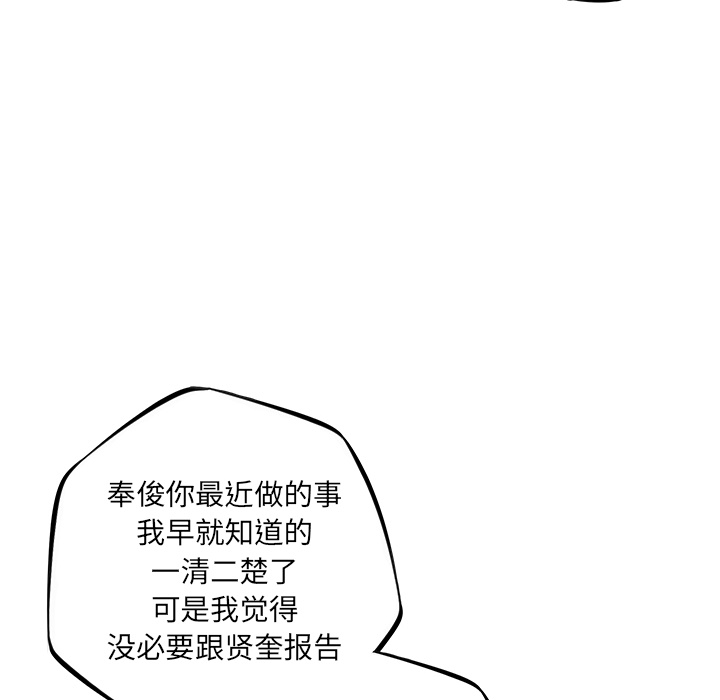 奉俊你最近做的事
我早就知道的
一清二楚了
可是我觉得
没必要跟贤奎报告